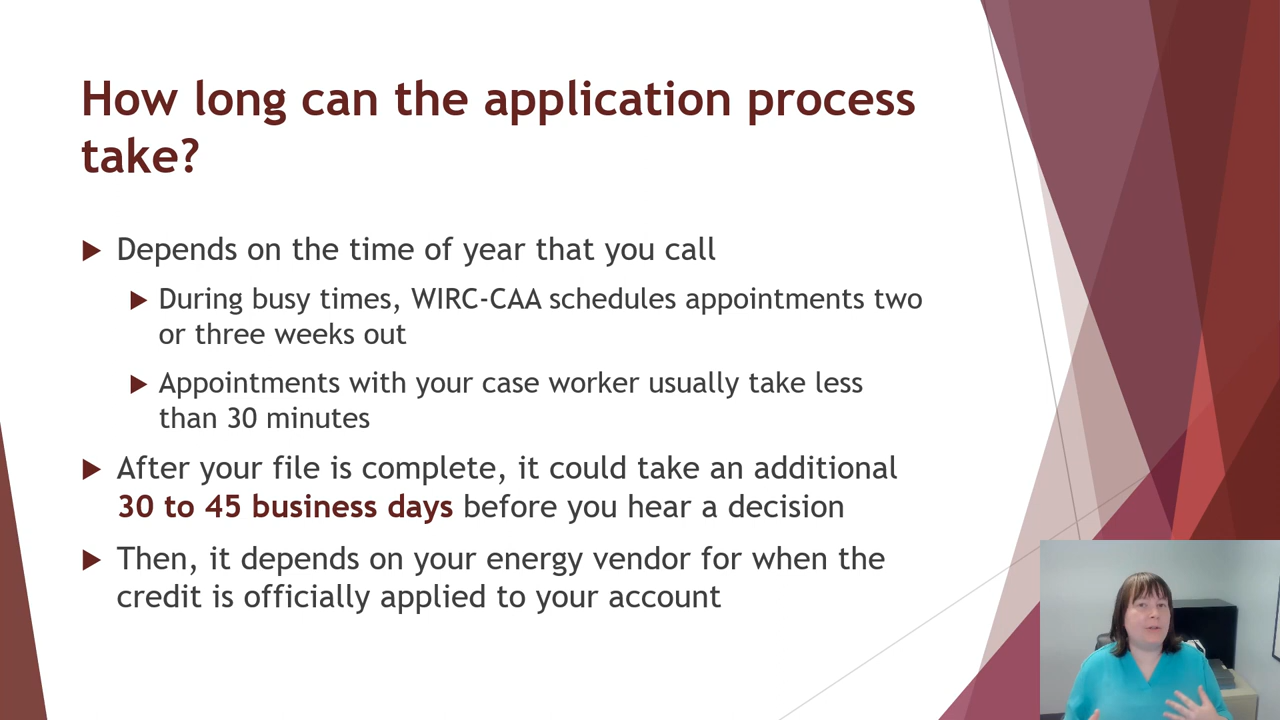 How long can the application process
take?
Depends on the time of year that you call
During busy times, WIRC-CAA schedules appointments two
or three weeks out
Appointments with your case worker usually take less
than 30 minutes
After your file is complete, it could take an additional
30 to 45 business days before you hear a decision
Then, it depends on your energy vendor for when the
credit is officially applied to your account